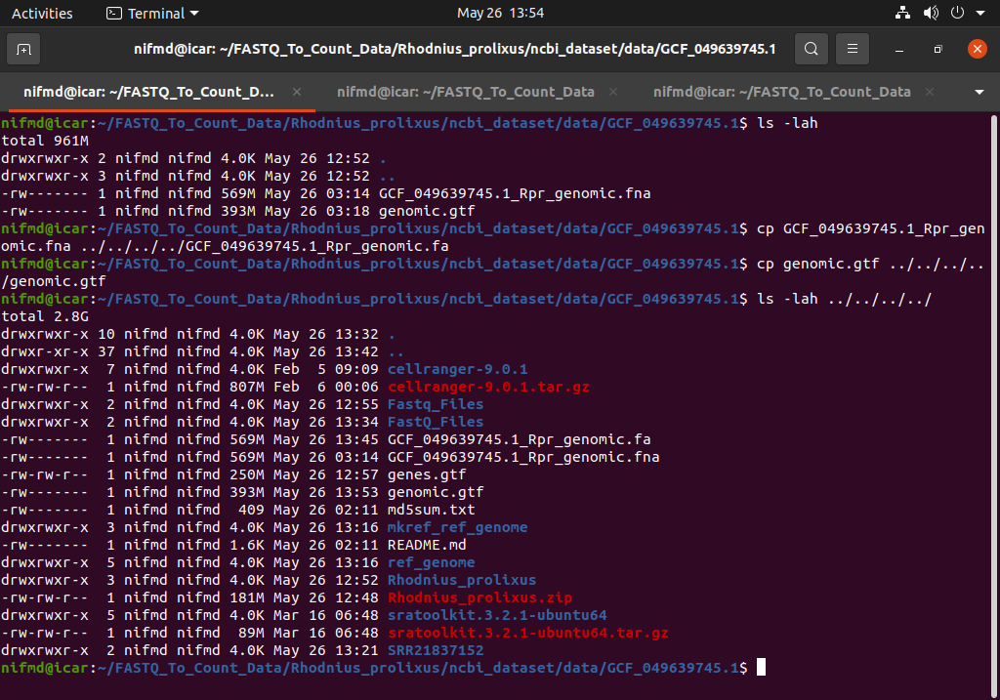 Activities Terminal May 26 13:54
nifmd@icar: ~/FASTQ_To_Count_Data/Rhodnius_prolixus/ncbi_dataset/data/GCF_049639745.1
nifmd@icar: ~/FASTQ_To_Count_D... nifmd@icar: ~/FASTQ_To_Count_Data nifmd@icar: ~/FASTQ_To_Count_Data
nifmd@icar:~/FASTQ_To_Count_Data/Rhodnius_prolixus/ncbi_dataset/data/GCF_049639745.1$ ls -lah
total 961M
drwxrwxr-x 2 nifmd nifmd 4.0K May 26 12:52 .
drwxrwxr-x 3 nifmd nifmd 4.0K May 26 12:52 ..
-rw------- 1 nifmd nifmd 569M May 26 03:14 GCF_049639745.1_Rpr_genomic.fna
-rw------- 1 nifmd nifmd 393M May 26 03:18 genomic.gtf
nifmd@icar:~/FASTQ_To_Count_Data/Rhodnius_prolixus/ncbi_dataset/data/GCF_049639745.1$ cp GCF_049639745.1_Rpr_gen
omic.fna ../../../../GCF_049639745.1_Rpr_genomic.fa
nifmd@icar:~/FASTQ_To_Count_Data/Rhodnius_prolixus/ncbi_dataset/data/GCF_049639745.1$ cp genomic.gtf ../../../..
/genomic.gtf
nifmd@icar:~/FASTQ_To_Count_Data/Rhodnius_prolixus/ncbi_dataset/data/GCF_049639745.1$ ls -lah ../../../../
total 2.8G
drwxrwxr-x 10 nifmd nifmd 4.0K May 26 13:32 .
drwxr-xr-x 37 nifmd nifmd 4.0K May 26 13:42 ..
drwxrwxr-x  7 nifmd nifmd 4.0K Feb  5 09:09 cellranger-9.0.1
-rw-rw-r--  1 nifmd nifmd 807M Feb  6 00:06 cellranger-9.0.1.tar.gz
drwxrwxr-x  2 nifmd nifmd 4.0K May 26 12:55 Fastq_Files
drwxrwxr-x  2 nifmd nifmd 4.0K May 26 13:34 FastQ_Files
-rw-------  1 nifmd nifmd 569M May 26 13:45 GCF_049639745.1_Rpr_genomic.fa
-rw-------  1 nifmd nifmd 569M May 26 03:14 GCF_049639745.1_Rpr_genomic.fna
-rw-rw-r--  1 nifmd nifmd 250M May 26 12:57 genes.gtf
-rw-------  1 nifmd nifmd 393M May 26 13:53 genomic.gtf
-rw-------  1 nifmd nifmd  409 May 26 02:11 md5sum.txt
drwxrwxr-x  3 nifmd nifmd 4.0K May 26 13:16 mkref_ref_genome
-rw-------  1 nifmd nifmd 1.6K May 26 02:11 README.md
drwxrwxr-x  5 nifmd nifmd 4.0K May 26 13:16 ref_genome
drwxrwxr-x  3 nifmd nifmd 4.0K May 26 12:52 Rhodnius_prolixus
-rw-rw-r--  1 nifmd nifmd 181M May 26 12:48 Rhodnius_prolixus.zip
drwxrwxr-x  5 nifmd nifmd 4.0K Mar 16 06:48 sratoolkit.3.2.1-ubuntu64
-rw-rw-r--  1 nifmd nifmd  89M Mar 16 06:48 sratoolkit.3.2.1-ubuntu64.tar.gz
drwxrwxr-x  2 nifmd nifmd 4.0K May 26 13:21 SRR21837152
nifmd@icar:~/FASTQ_To_Count_Data/Rhodnius_prolixus/ncbi_dataset/data/GCF_049639745.1$